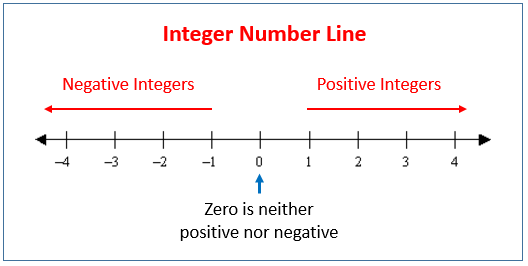 Integer Number Line
Negative Integers Positive Integers
–4 –3 –2 –1 0 1 2 3 4
Zero is neither
positive nor negative